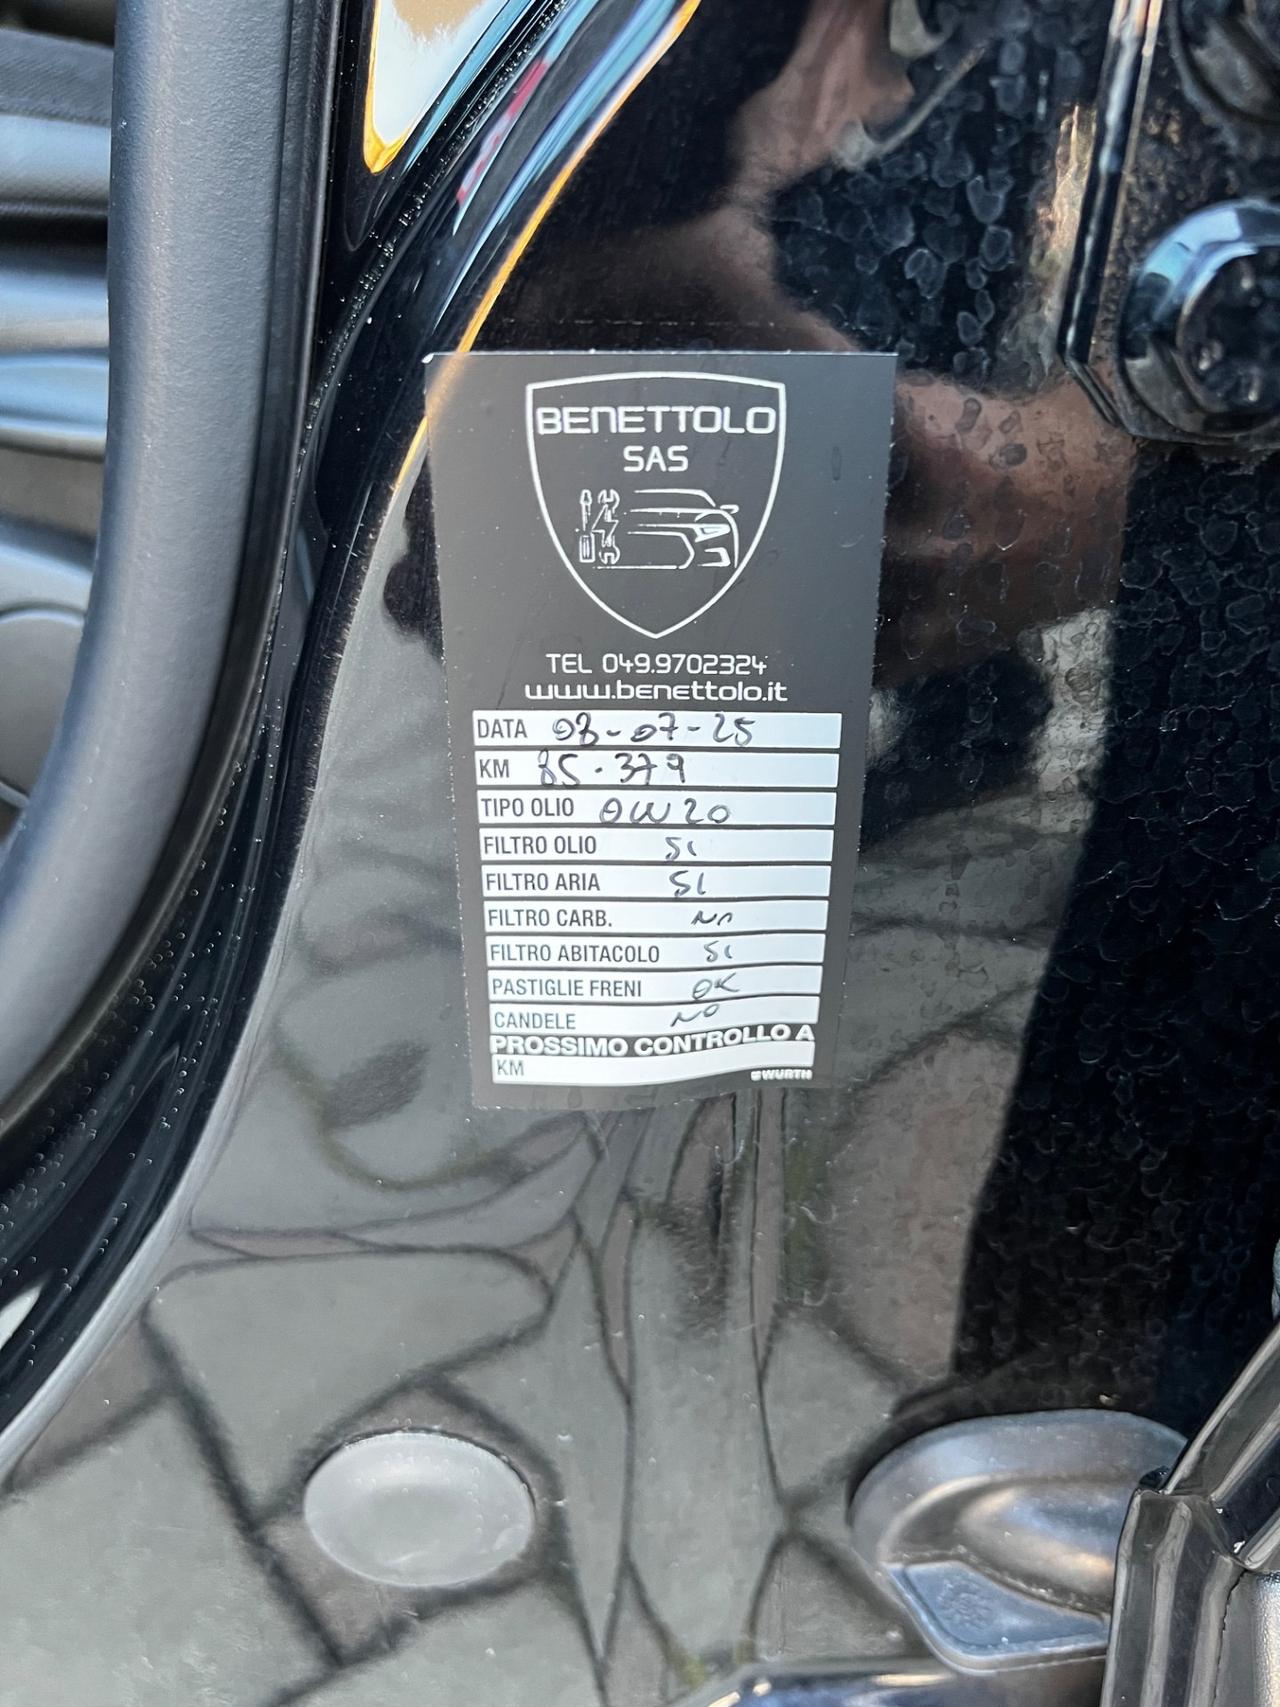 BENETTOLO
SAS
TEL 049.9702324
www.benettolo.it
DATA 03-07-25
KM 85.379
TIPO OLIO 0W20
FILTRO OLIO SI
FILTRO ARIA SI
FILTRO CARB. NO
FILTRO ABITACOLO SI
PASTIGLIE FRENI OK
CANDELE NO
PROSSIMO CONTROLLO A
KM
WÜRTH